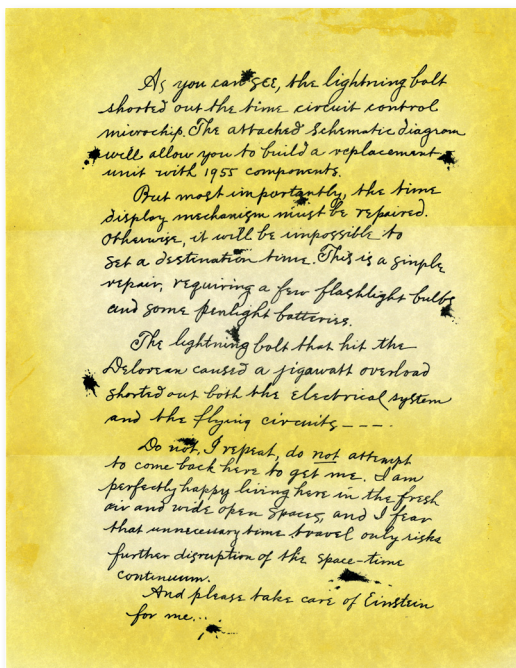 As you can see, the lightning bolt
shorted out the time circuit control
microchip. The attached schematic diagram
will allow you to build a replacement
unit with 1955 components.
But most importantly, the time
display mechanism must be repaired.
Otherwise, it will be impossible to
set a destination time. This is a simple
repair, requiring a few flashlight bulbs
and some penlight batteries.
The lightning bolt that hit the
Delorean caused a jigawatt overload
shorted out both the electrical system
and the flying circuits ---.
Do not, I repeat, do not attempt
to come back here to get me. I am
perfectly happy living here in the fresh
air and wide open spaces, and I fear
that unnecessary time travel only risks
further disruption of the space-time
continuum.
And please take care of Einstein
for me...